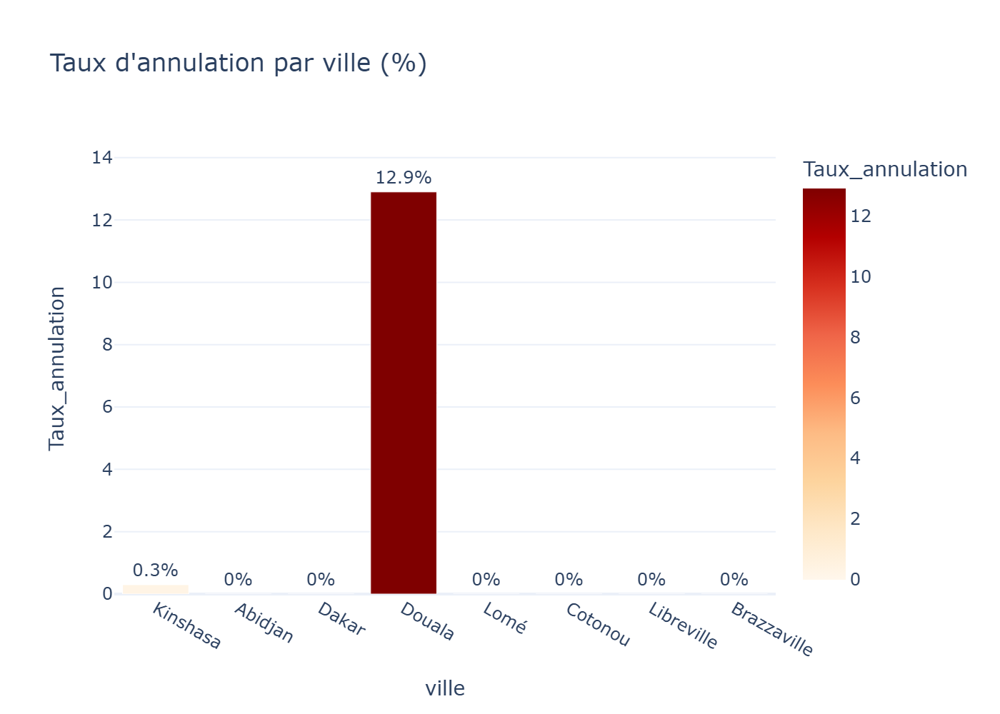 Taux d'annulation par ville (%)
14
12
10
8
6
4
2
0
Taux_annulation
0.3%
0%
0%
12.9%
0%
0%
0%
0%
Kinshasa
Abidjan
Dakar
Douala
Lomé
Cotonou
Libreville
Brazzaville
ville
Taux_annulation
12
10
8
6
4
2
0